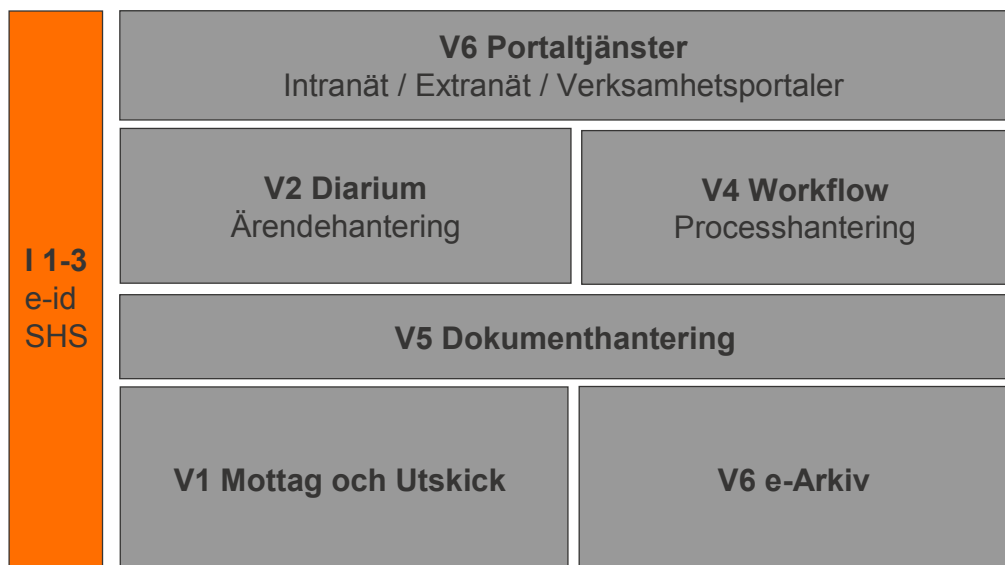 V6 Portaltjänster
Intranät / Extranät / Verksamhetsportaler
V2 Diarium
Ärendehantering
V4 Workflow
Processhantering
I 1-3
e-id
SHS
V5 Dokumenthantering
V1 Mottag och Utskick
V6 e-Arkiv